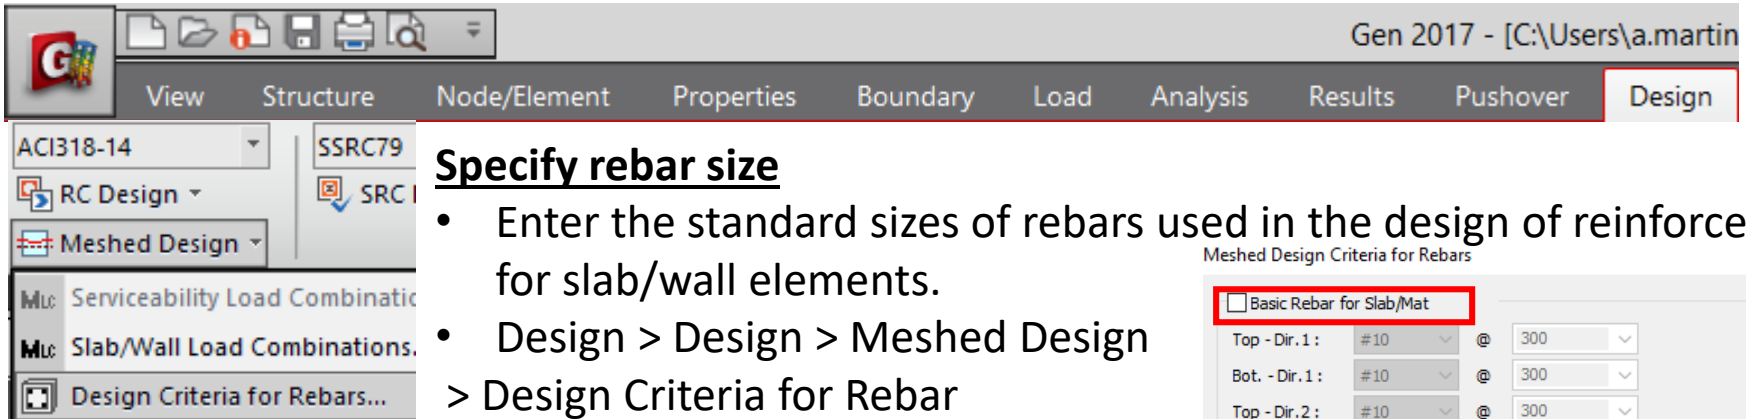 Gen 2017 - [C:\Users\a.martin
View Structure Node/Element Properties Boundary Load Analysis Results Pushover Design
ACI318-14 SSRC79
RC Design SRC
Meshed Design
Serviceability Load Combinatio
Slab/Wall Load Combinations.
Design Criteria for Rebars...
Specify rebar size
• Enter the standard sizes of rebars used in the design of reinforce
for slab/wall elements.
• Design > Design > Meshed Design
> Design Criteria for Rebar
Meshed Design Criteria for Rebars
Basic Rebar for Slab/Mat
Top - Dir.1 : #10 @ 300
Bot. - Dir.1 : #10 @ 300
Top - Dir.2 : #10 @ 300